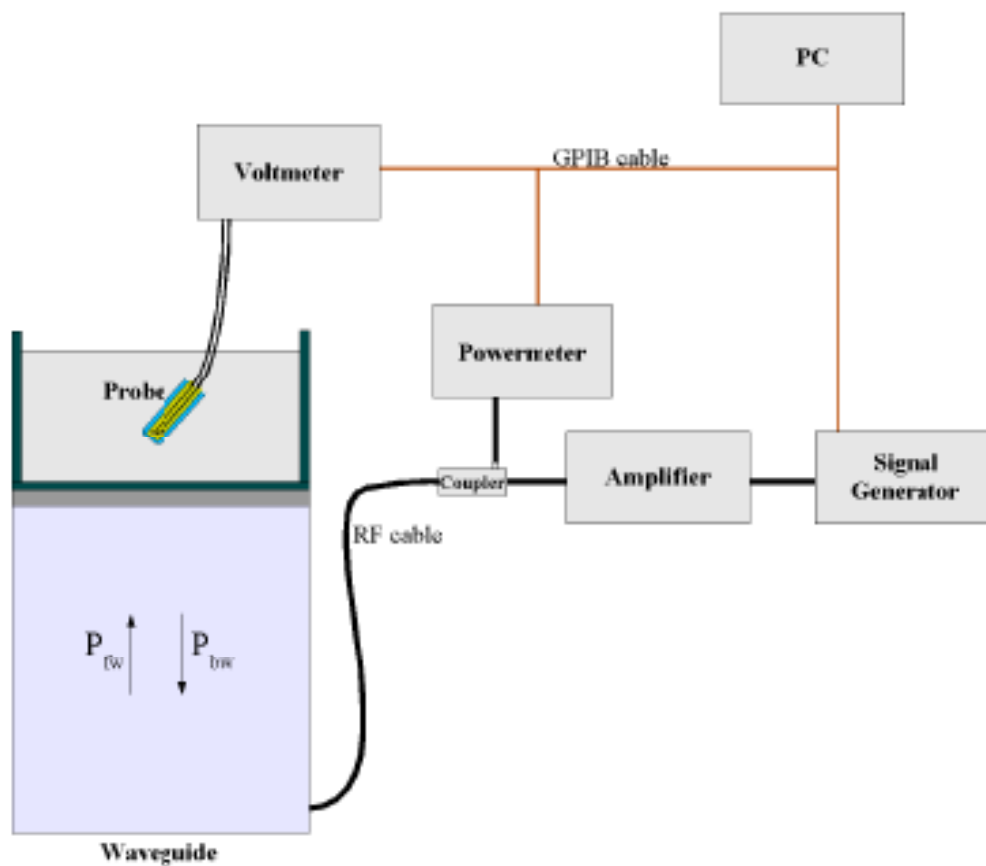 PC
Voltmeter
GPIB cable
Powermeter
Probe
Coupler
Amplifier
Signal
Generator
RF cable
P fw
P bw
Waveguide